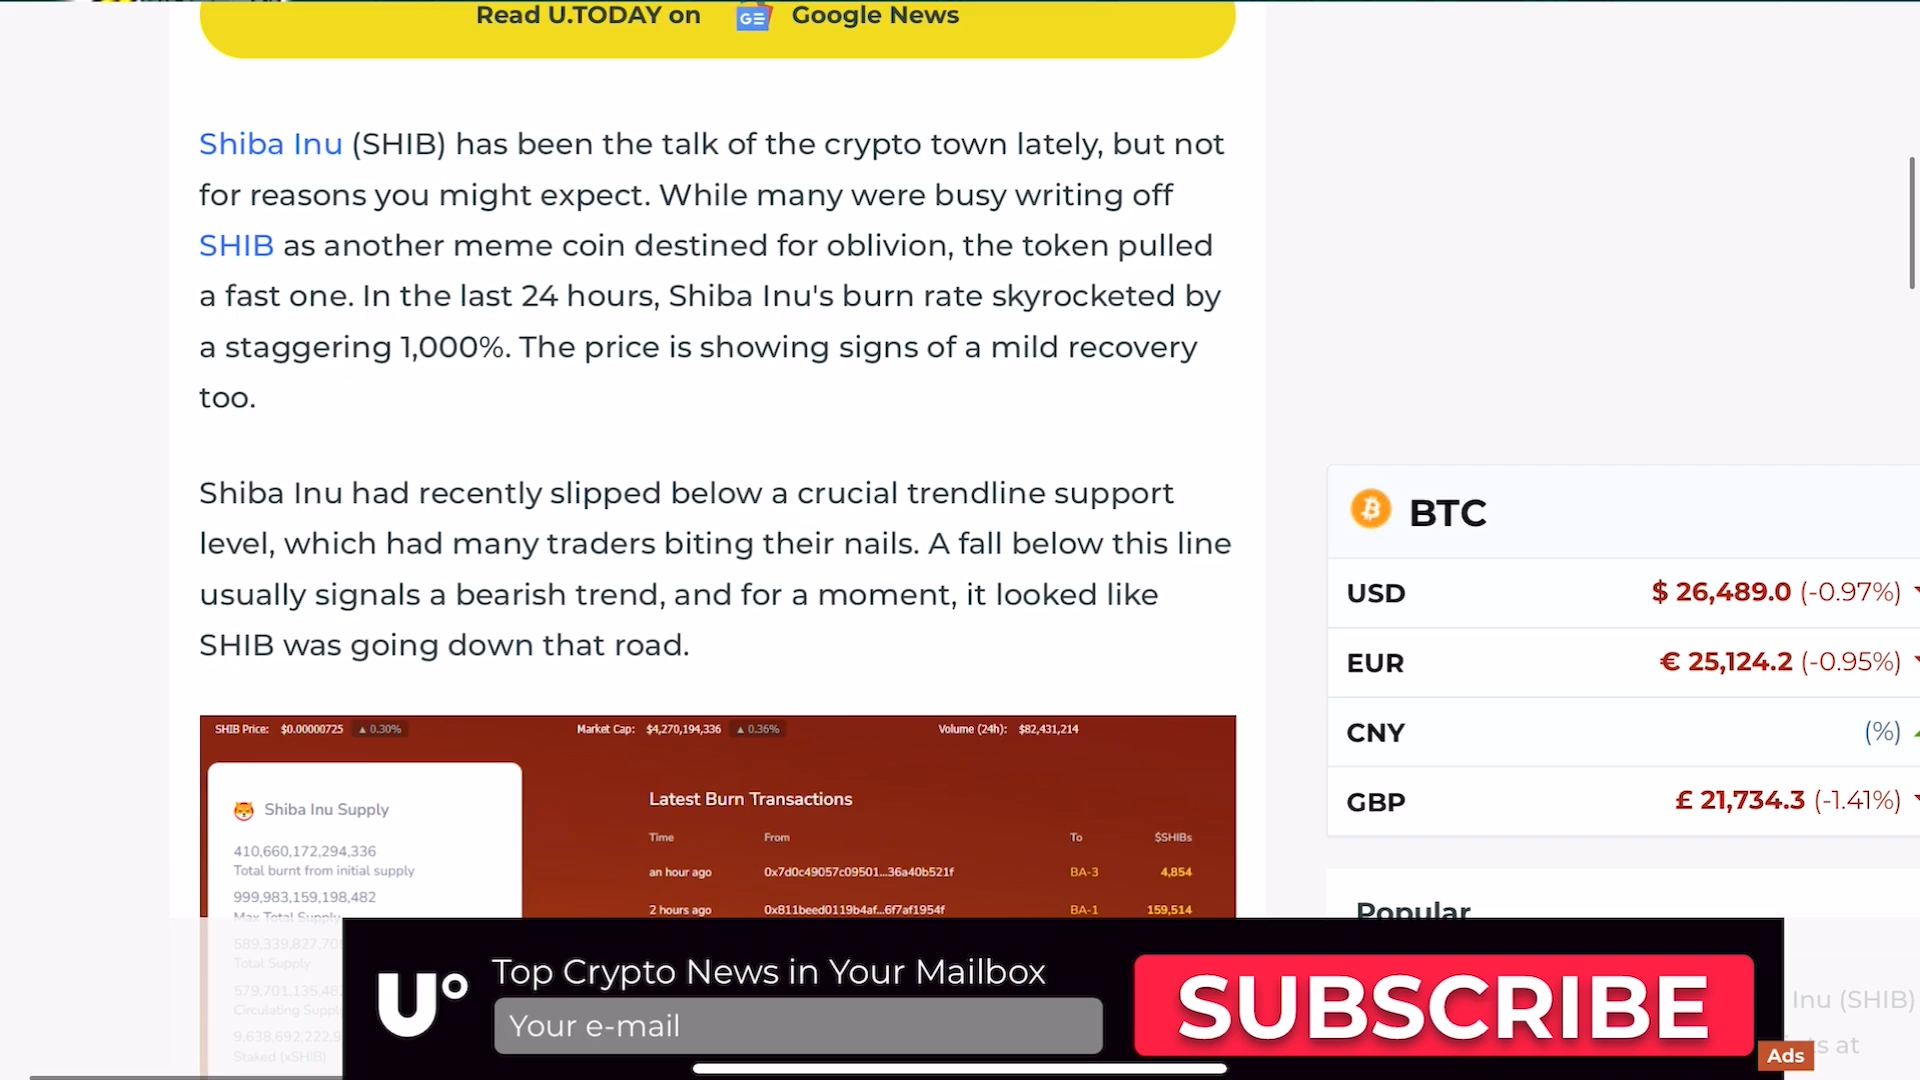 Read U.TODAY on GE Google News
Shiba Inu (SHIB) has been the talk of the crypto town lately, but not
for reasons you might expect. While many were busy writing off
SHIB as another meme coin destined for oblivion, the token pulled
a fast one. In the last 24 hours, Shiba Inu's burn rate skyrocketed by
a staggering 1,000%. The price is showing signs of a mild recovery
too.
Shiba Inu had recently slipped below a crucial trendline support
level, which had many traders biting their nails. A fall below this line
usually signals a bearish trend, and for a moment, it looked like
SHIB was going down that road.
SHIB Price: $0.00000725 ▲ 0.30% Market Cap: $4,270,194,336 ▲ 0.36% Volume (24h): $82,431,214
Shiba Inu Supply
410,660,172,294,336
Total burnt from initial supply
999,983,159,198,482
Max Total Supply
Total Supply
Staked (xSHIB)
Latest Burn Transactions
Time From To $SHIBs
an hour ago 0x7d0c49057c09501...36a40b521f BA-3 4,854
2 hours ago 0x811beed0119b4af...6f7af1954f BA-1 159,514
BTC
USD $ 26,489.0 (-0.97%)
EUR € 25,124.2 (-0.95%)
CNY (%)
GBP £ 21,734.3 (-1.41%)
Popular
Inu (SHIB)
at
U°
Top Crypto News in Your Mailbox
Your e-mail
SUBSCRIBE
Ads